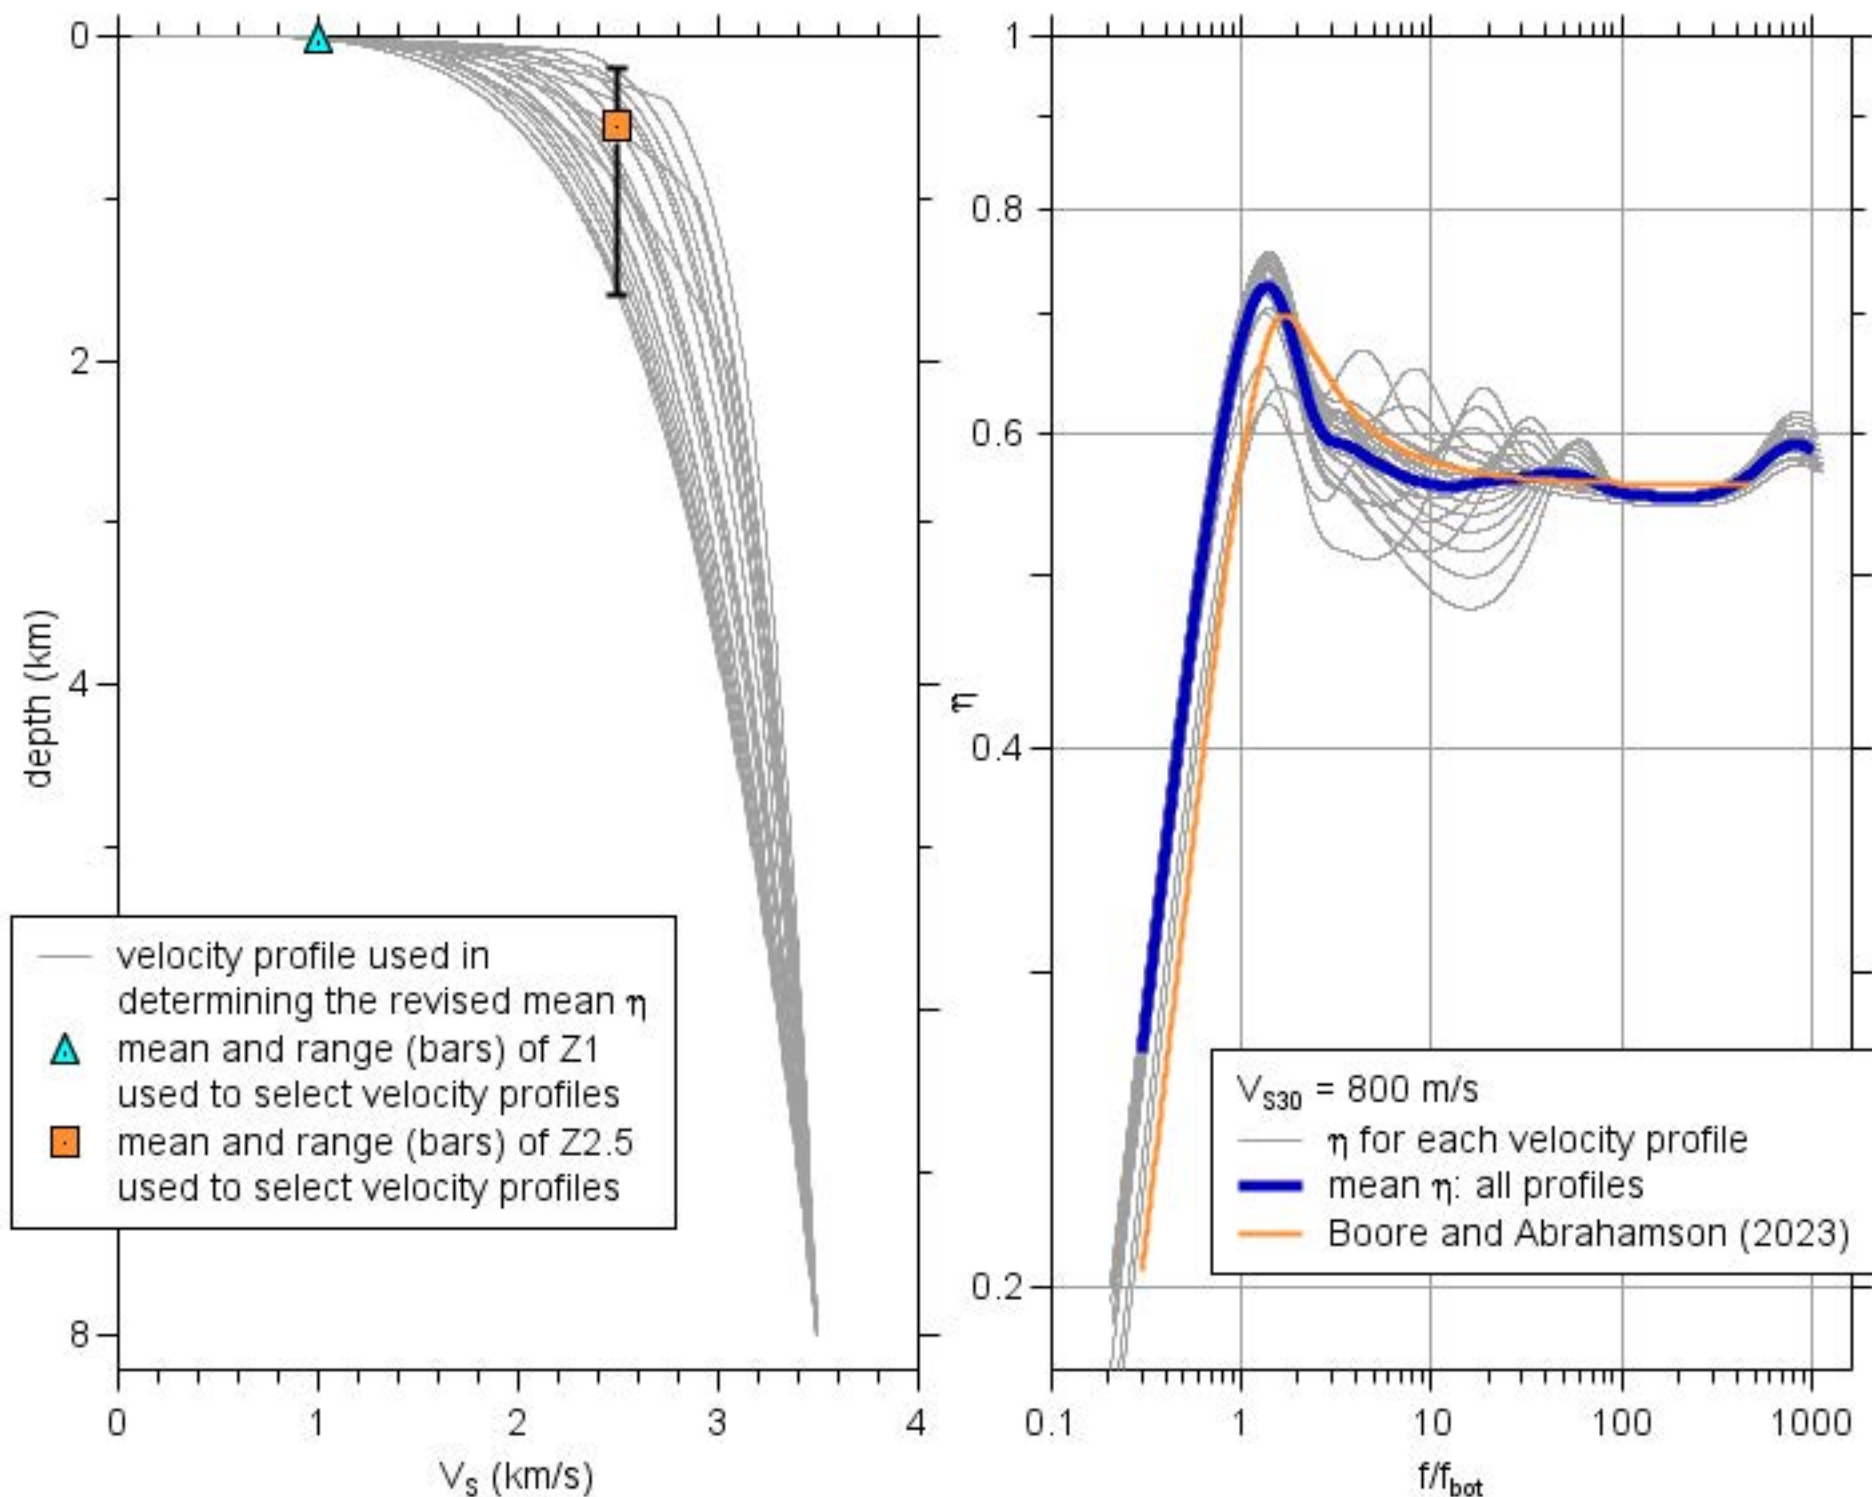 0
2
4
8
depth (km)
0
1
2
3
4
V_S (km/s)
velocity profile used in
determining the revised mean η
mean and range (bars) of Z1
used to select velocity profiles
mean and range (bars) of Z2.5
used to select velocity profiles
1
0.8
0.6
0.4
0.2
η
0.1
1
10
100
1000
f/f_bot
V_S30 = 800 m/s
η for each velocity profile
mean η: all profiles
Boore and Abrahamson (2023)